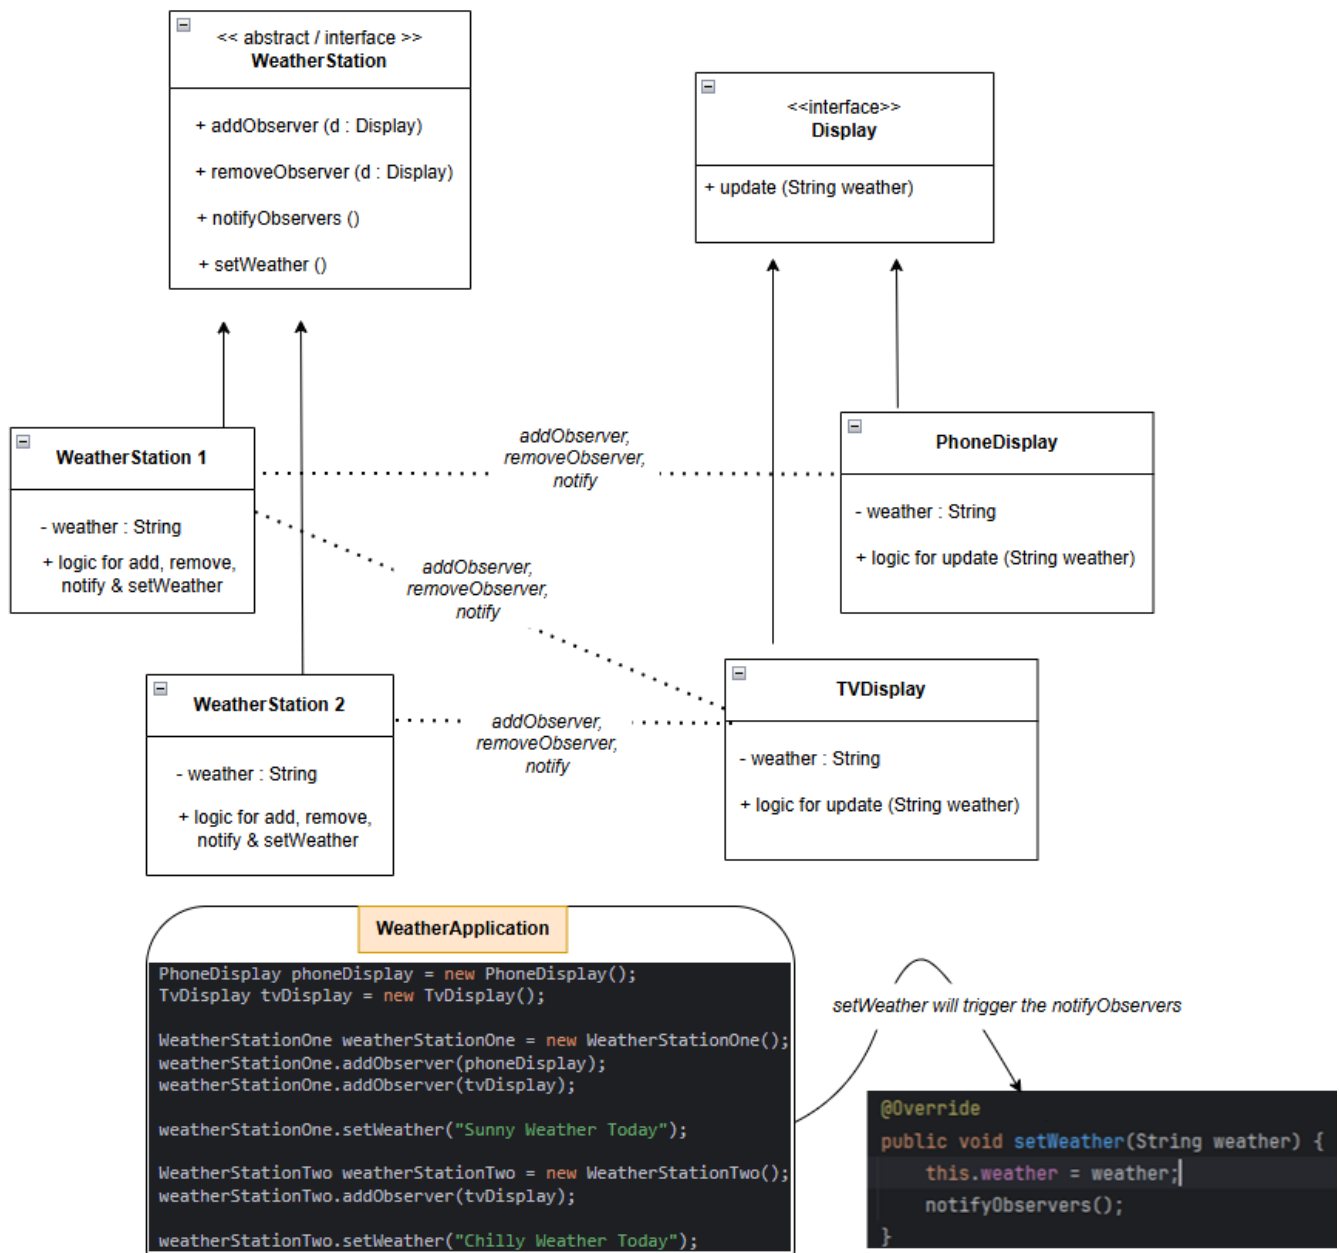 << abstract / interface >>
WeatherStation
+ addObserver (d : Display)
+ removeObserver (d : Display)
+ notifyObservers ()
+ setWeather ()
<<interface>>
Display
+ update (String weather)
WeatherStation 1
- weather : String
+ logic for add, remove,
notify & setWeather
addObserver,
removeObserver,
notify
PhoneDisplay
- weather : String
+ logic for update (String weather)
addObserver,
removeObserver,
notify
WeatherStation 2
- weather : String
+ logic for add, remove,
notify & setWeather
addObserver,
removeObserver,
notify
TVDisplay
- weather : String
+ logic for update (String weather)
WeatherApplication
PhoneDisplay phoneDisplay = new PhoneDisplay();
TvDisplay tvDisplay = new TvDisplay();
WeatherStationOne weatherStationOne = new WeatherStationOne();
weatherStationOne.addObserver(phoneDisplay);
weatherStationOne.addObserver(tvDisplay);
weatherStationOne.setWeather("Sunny Weather Today");
WeatherStationTwo weatherStationTwo = new WeatherStationTwo();
weatherStationTwo.addObserver(tvDisplay);
weatherStationTwo.setWeather("Chilly Weather Today");
setWeather will trigger the notifyObservers
@Override
public void setWeather(String weather) {
this.weather = weather;
notifyObservers();
}